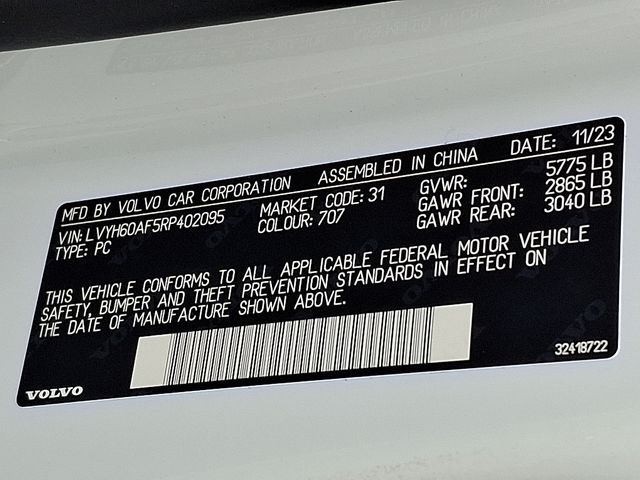 MFD BY VOLVO CAR CORPORATION ASSEMBLED IN CHINA DATE: 11/23
VIN: LVYH60AF5RP402095 MARKET CODE: 31 GVWR: 5775 LB
TYPE: PC COLOUR: 707 GAWR FRONT: 2865 LB
GAWR REAR: 3040 LB
THIS VEHICLE CONFORMS TO ALL APPLICABLE FEDERAL MOTOR VEHICLE
SAFETY, BUMPER AND THEFT PREVENTION STANDARDS IN EFFECT ON
THE DATE OF MANUFACTURE SHOWN ABOVE.
VOLVO 32418722